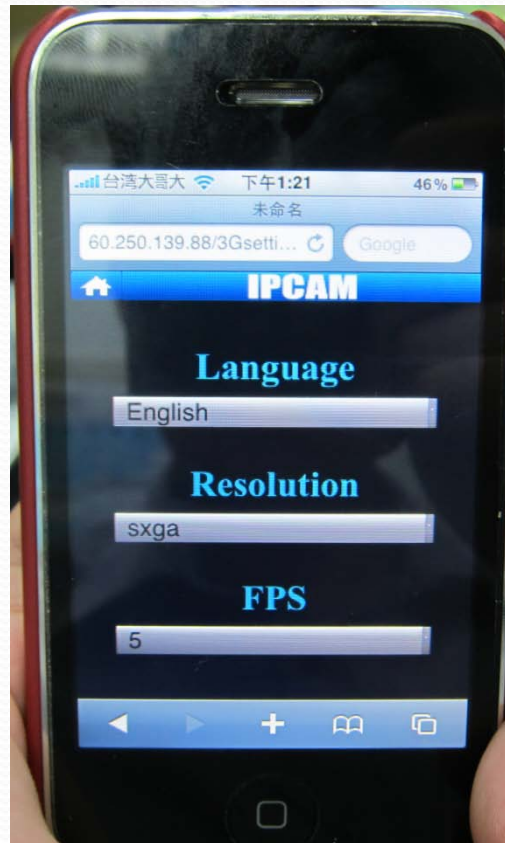 台湾大哥大 下午1:21 46%
未命名
60.250.139.88/3Gsetti... Google
IPCAM
Language
English
Resolution
sxga
FPS
5